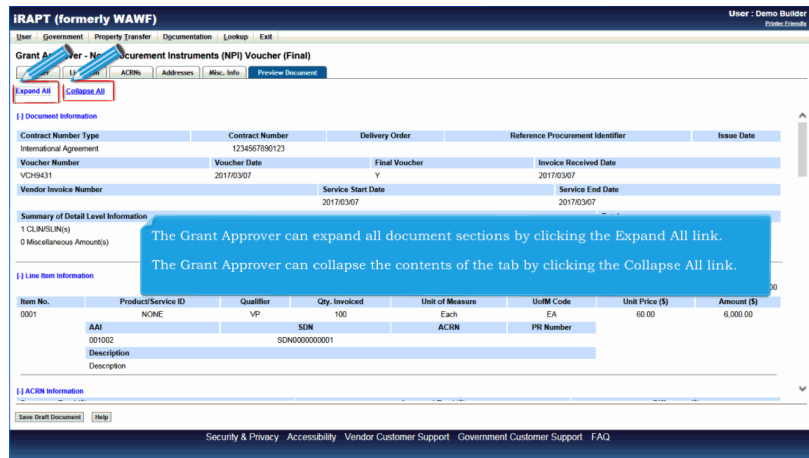 iRAPT (formerly WAWF)
User : Demo Builder
Printer Friendly
User Government Property Transfer Documentation Lookup Exit
Grant Approver - Non Procurement Instruments (NPI) Voucher (Final)
ACRNs Addresses Misc. Info Preview Document
Expand All Collapse All
[-] Document Information
Contract Number Type Contract Number Delivery Order Reference Procurement Identifier Issue Date
International Agreement 1234567890123
Voucher Number Voucher Date Final Voucher Invoice Received Date
VCH9431 2017/03/07 Y 2017/03/07
Vendor Invoice Number Service Start Date Service End Date
2017/03/07 2017/03/07
Summary of Detail Level Information
1 CLIN/SLIN(s)
0 Miscellaneous Amount(s)
The Grant Approver can expand all document sections by clicking the Expand All link.
The Grant Approver can collapse the contents of the tab by clicking the Collapse All link.
[-] Line Item Information
Item No. Product/Service ID Qualifier Qty. Invoiced Unit of Measure UofM Code Unit Price ($) Amount ($)
0001 NONE VP 100 Each EA 60.00 6,000.00
AAI SDN ACRN PR Number
001002 SDN0000000001
Description
Description
[-] ACRN Information
Save Draft Document Help
Security & Privacy Accessibility Vendor Customer Support Government Customer Support FAQ